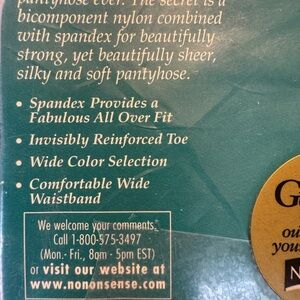 pantyhose ever. The secret is a
bicomponent nylon combined
with spandex for beautifully
strong, yet beautifully sheer,
silky and soft pantyhose.
• Spandex Provides a
Fabulous All Over Fit
• Invisibly Reinforced Toe
• Wide Color Selection
• Comfortable Wide
Waistband
We welcome your comments.
Call 1-800-575-3497
(Mon.- Fri., 8am - 5pm EST)
or visit our website at
www.nononsense.com
G
ou
you
N